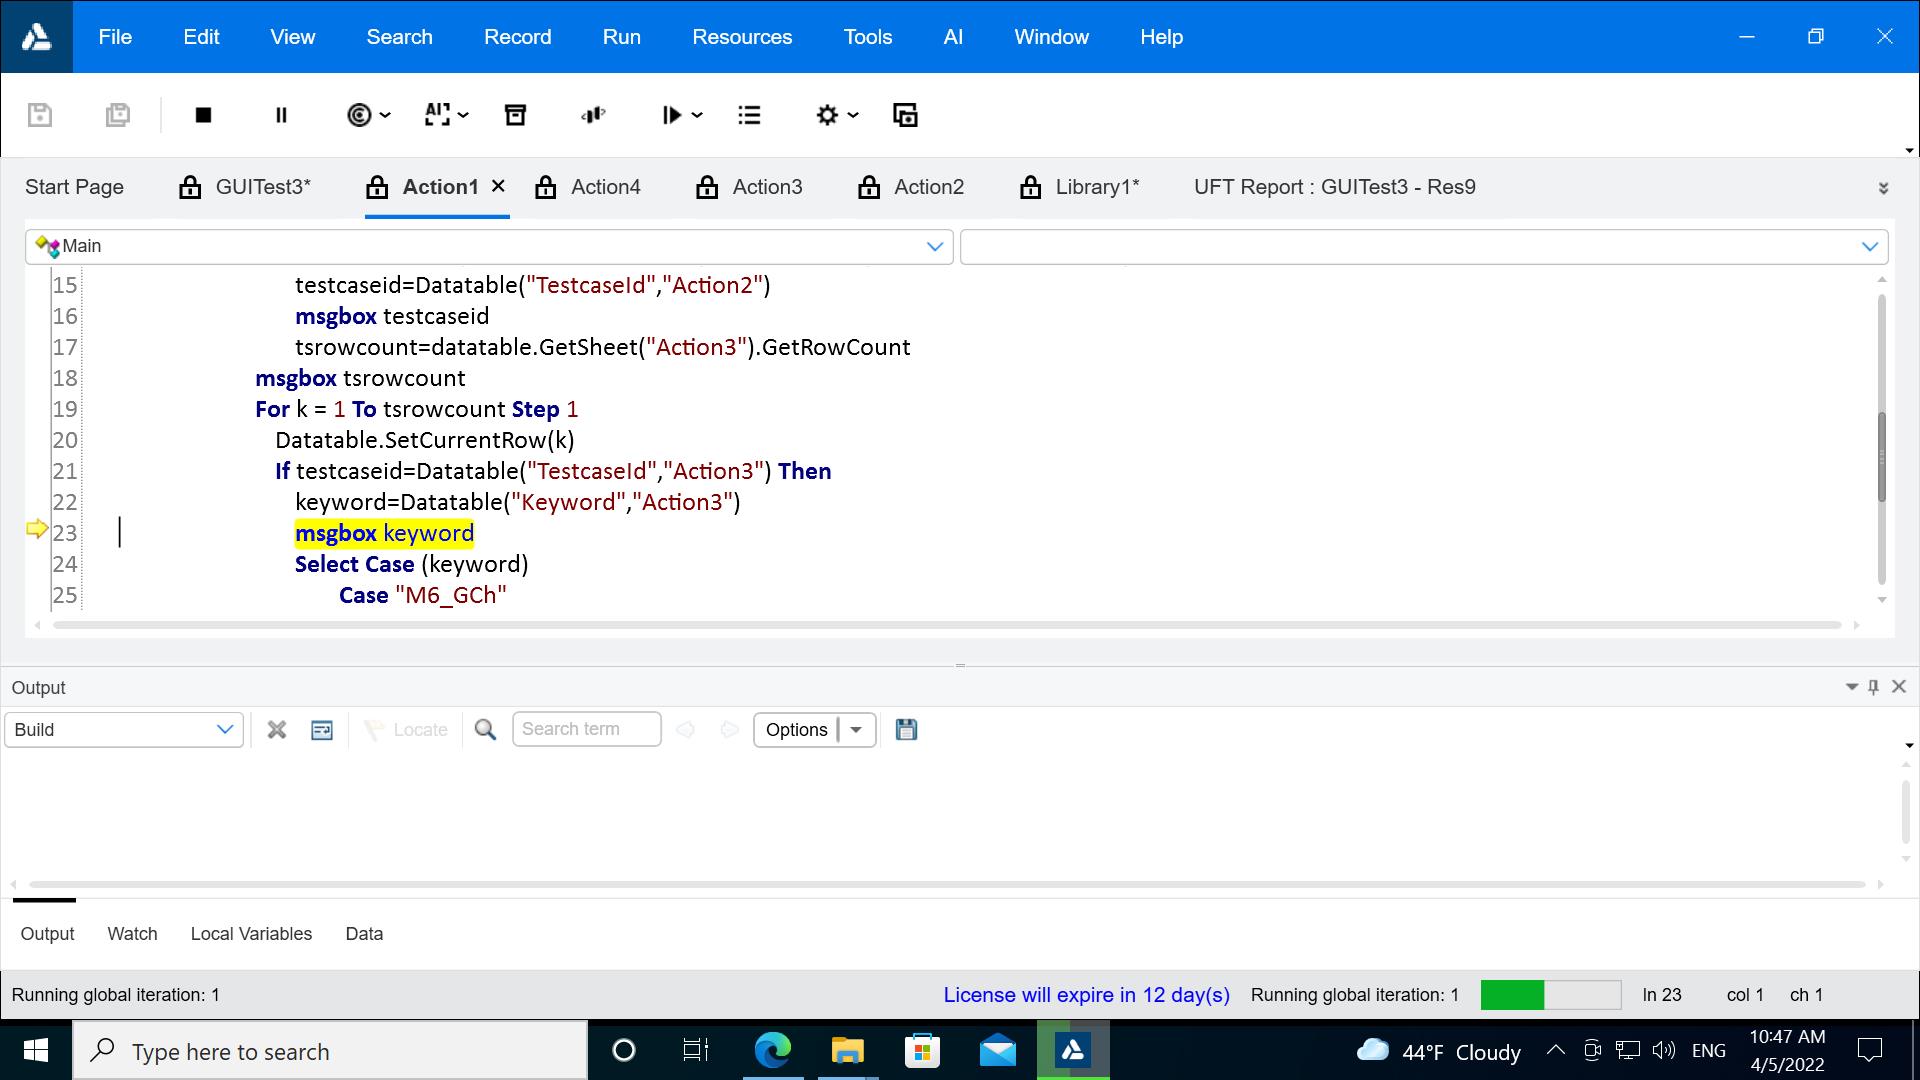 File Edit View Search Record Run Resources Tools AI Window Help
AI
Start Page GUITest3* Action1 Action4 Action3 Action2 Library1* UFT Report : GUITest3 - Res9
Main
15 testcaseid=Datatable("TestcaseId","Action2")
16 msgbox testcaseid
17 tsrowcount=datatable.GetSheet("Action3").GetRowCount
18 msgbox tsrowcount
19 For k = 1 To tsrowcount Step 1
20 Datatable.SetCurrentRow(k)
21 If testcaseid=Datatable("TestcaseId","Action3") Then
22 keyword=Datatable("Keyword","Action3")
23 msgbox keyword
24 Select Case (keyword)
25 Case "M6_GCh"
Output
Build Locate Search term Options
Output Watch Local Variables Data
Running global iteration: 1 License will expire in 12 day(s) Running global iteration: 1 ln 23 col 1 ch 1
Type here to search 44°F Cloudy ENG 10:47 AM
4/5/2022